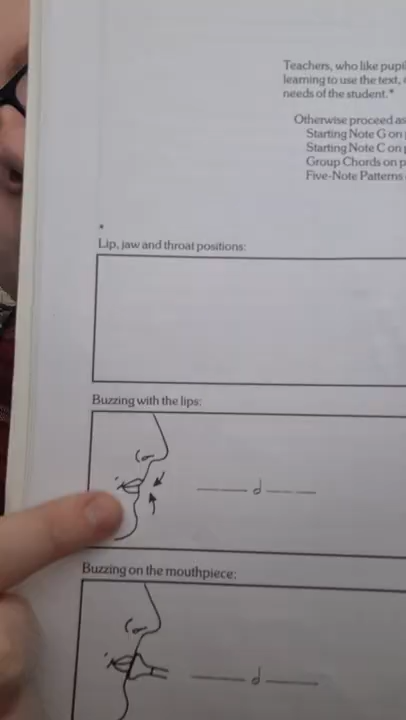 Teachers, who like
learning to use the text,
needs of the student.*
Otherwise proceed as
Starting Note G on
Starting Note C on
Group Chords on
Five-Note Patterns
*
Lip, jaw and throat positions:
Buzzing with the lips:
d
Buzzing on the mouthpiece:
d